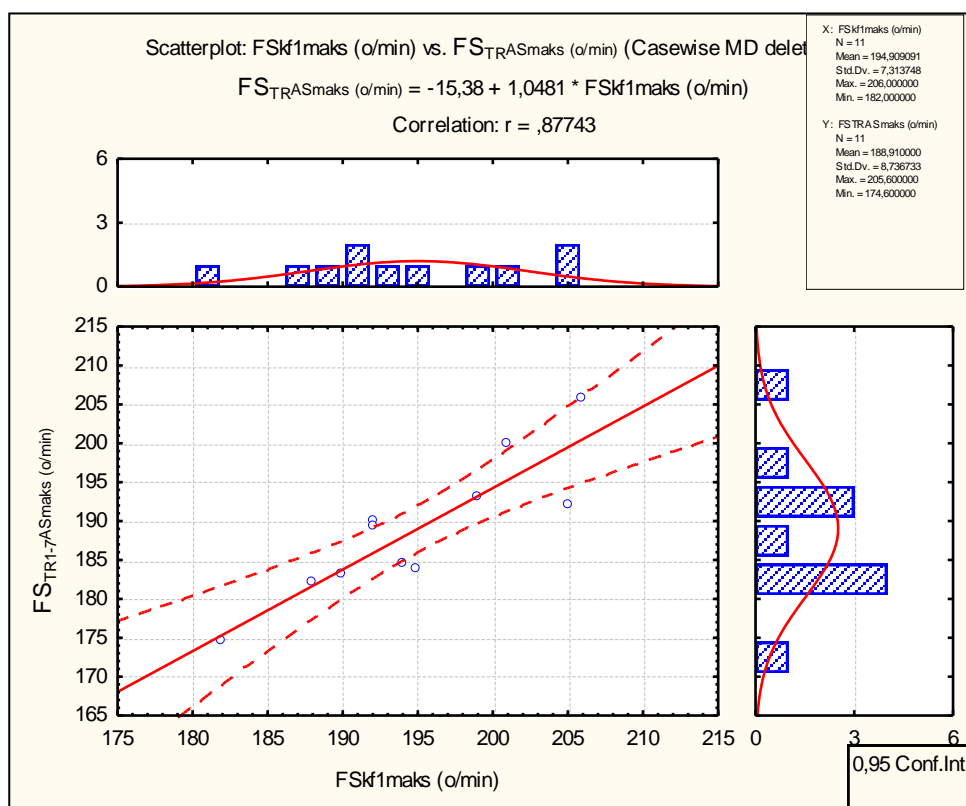 Scatterplot: FSkf1maks (o/min) vs. FSTRASmaks (o/min) (Casewise MD delet
FSTRASmaks (o/min) = -15,38 + 1,0481 * FSkf1maks (o/min)
Correlation: r = ,87743
X: FSkf1maks (o/min)
N = 11
Mean = 194,909091
Std.Dv. = 7,313748
Max. = 206,000000
Min. = 182,000000
Y: FSTRASmaks (o/min)
N = 11
Mean = 188,910000
Std.Dv. = 8,736733
Max. = 205,600000
Min. = 174,600000
6
3
0
215
210
205
200
195
190
185
180
175
170
165
FSTR1-7ASmaks (o/min)
175 180 185 190 195 200 205 210 215
FSkf1maks (o/min)
0 3 6
0,95 Conf.Int